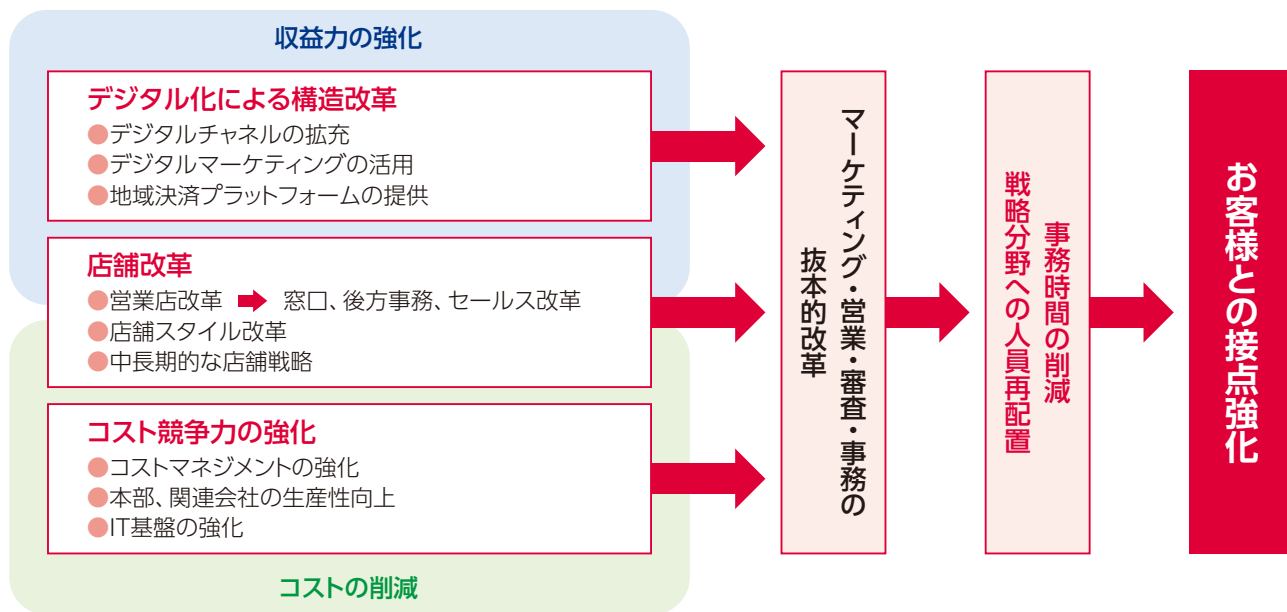 収益力の強化
デジタル化による構造改革
●デジタルチャネルの拡充
●デジタルマーケティングの活用
●地域決済プラットフォームの提供
店舗改革
●営業店改革 ➡ 窓口、後方事務、セールス改革
●店舗スタイル改革
●中長期的な店舗戦略
コスト競争力の強化
●コストマネジメントの強化
●本部、関連会社の生産性向上
●IT基盤の強化
コストの削減
マーケティング・営業・審査・事務の
抜本的改革
事務時間の削減
戦略分野への人員再配置
お客様との接点強化